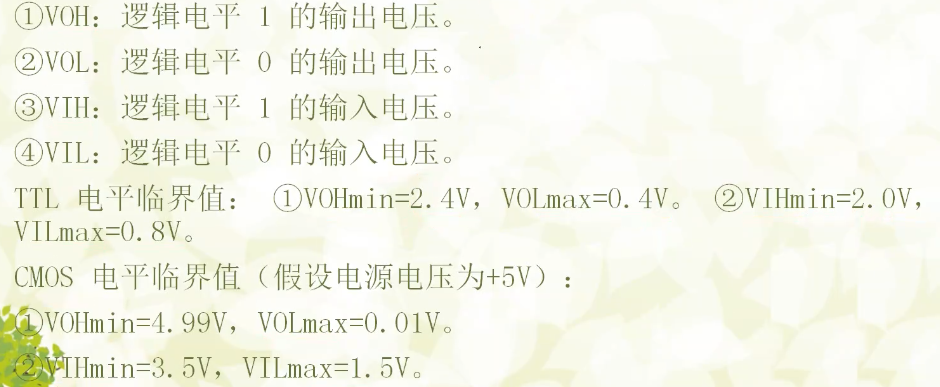 ①VOH: 逻辑电平 1 的输出电压。
②VOL: 逻辑电平 0 的输出电压。
③VIH: 逻辑电平 1 的输入电压。
④VIL: 逻辑电平 0 的输入电压。
TTL 电平临界值： ①VOHmin=2.4V，VOLmax=0.4V。 ②VIHmin=2.0V，
VILmax=0.8V。
CMOS 电平临界值（假设电源电压为+5V）：
①VOHmin=4.99V，VOLmax=0.01V。
②VIHmin=3.5V，VILmax=1.5V。